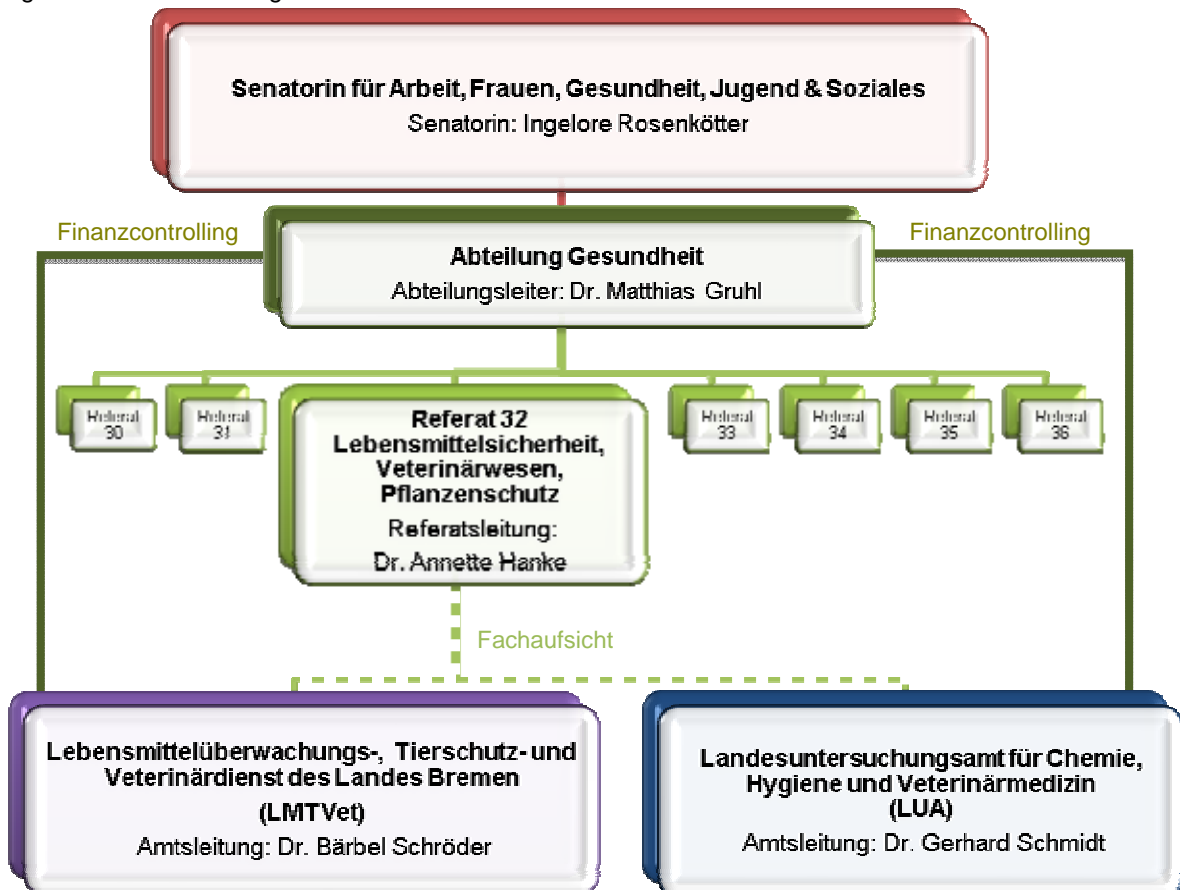 Senatorin für Arbeit, Frauen, Gesundheit, Jugend & Soziales
Senatorin: Ingelore Rosenkötter
Finanzcontrolling
Finanzcontrolling
Abteilung Gesundheit
Abteilungsleiter: Dr. Matthias Gruhl
Referat
30
Referat
31
Referat 32
Lebensmittelsicherheit,
Veterinärwesen,
Pflanzenschutz
Referatsleitung:
Dr. Annette Hanke
Referat
33
Referat
34
Referat
35
Referat
36
Fachaufsicht
Lebensmittelüberwachungs-, Tierschutz- und
Veterinärdienst des Landes Bremen
(LMTVet)
Amtsleitung: Dr. Bärbel Schröder
Landesuntersuchungsamt für Chemie,
Hygiene und Veterinärmedizin
(LUA)
Amtsleitung: Dr. Gerhard Schmidt